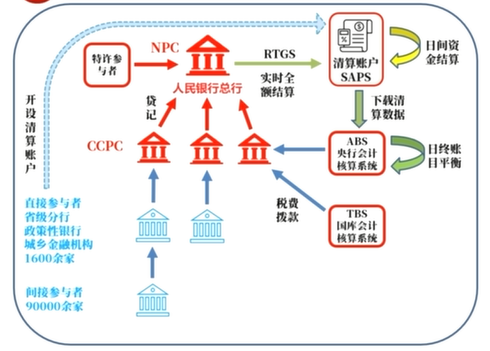 特许参
与者
NPC
人民银行总行
RTGS
实时全
额结算
清算账户
SAPS
日间资
金结算
开设清算账户
贷记
下载清
算数据
CCPC
ABS
央行会计
核算系统
日终账
目平衡
直接参与者
省级分行
政策性银行
城乡金融机构
1600余家
税费
拨款
TBS
国库会计
核算系统
间接参与者
90000余家